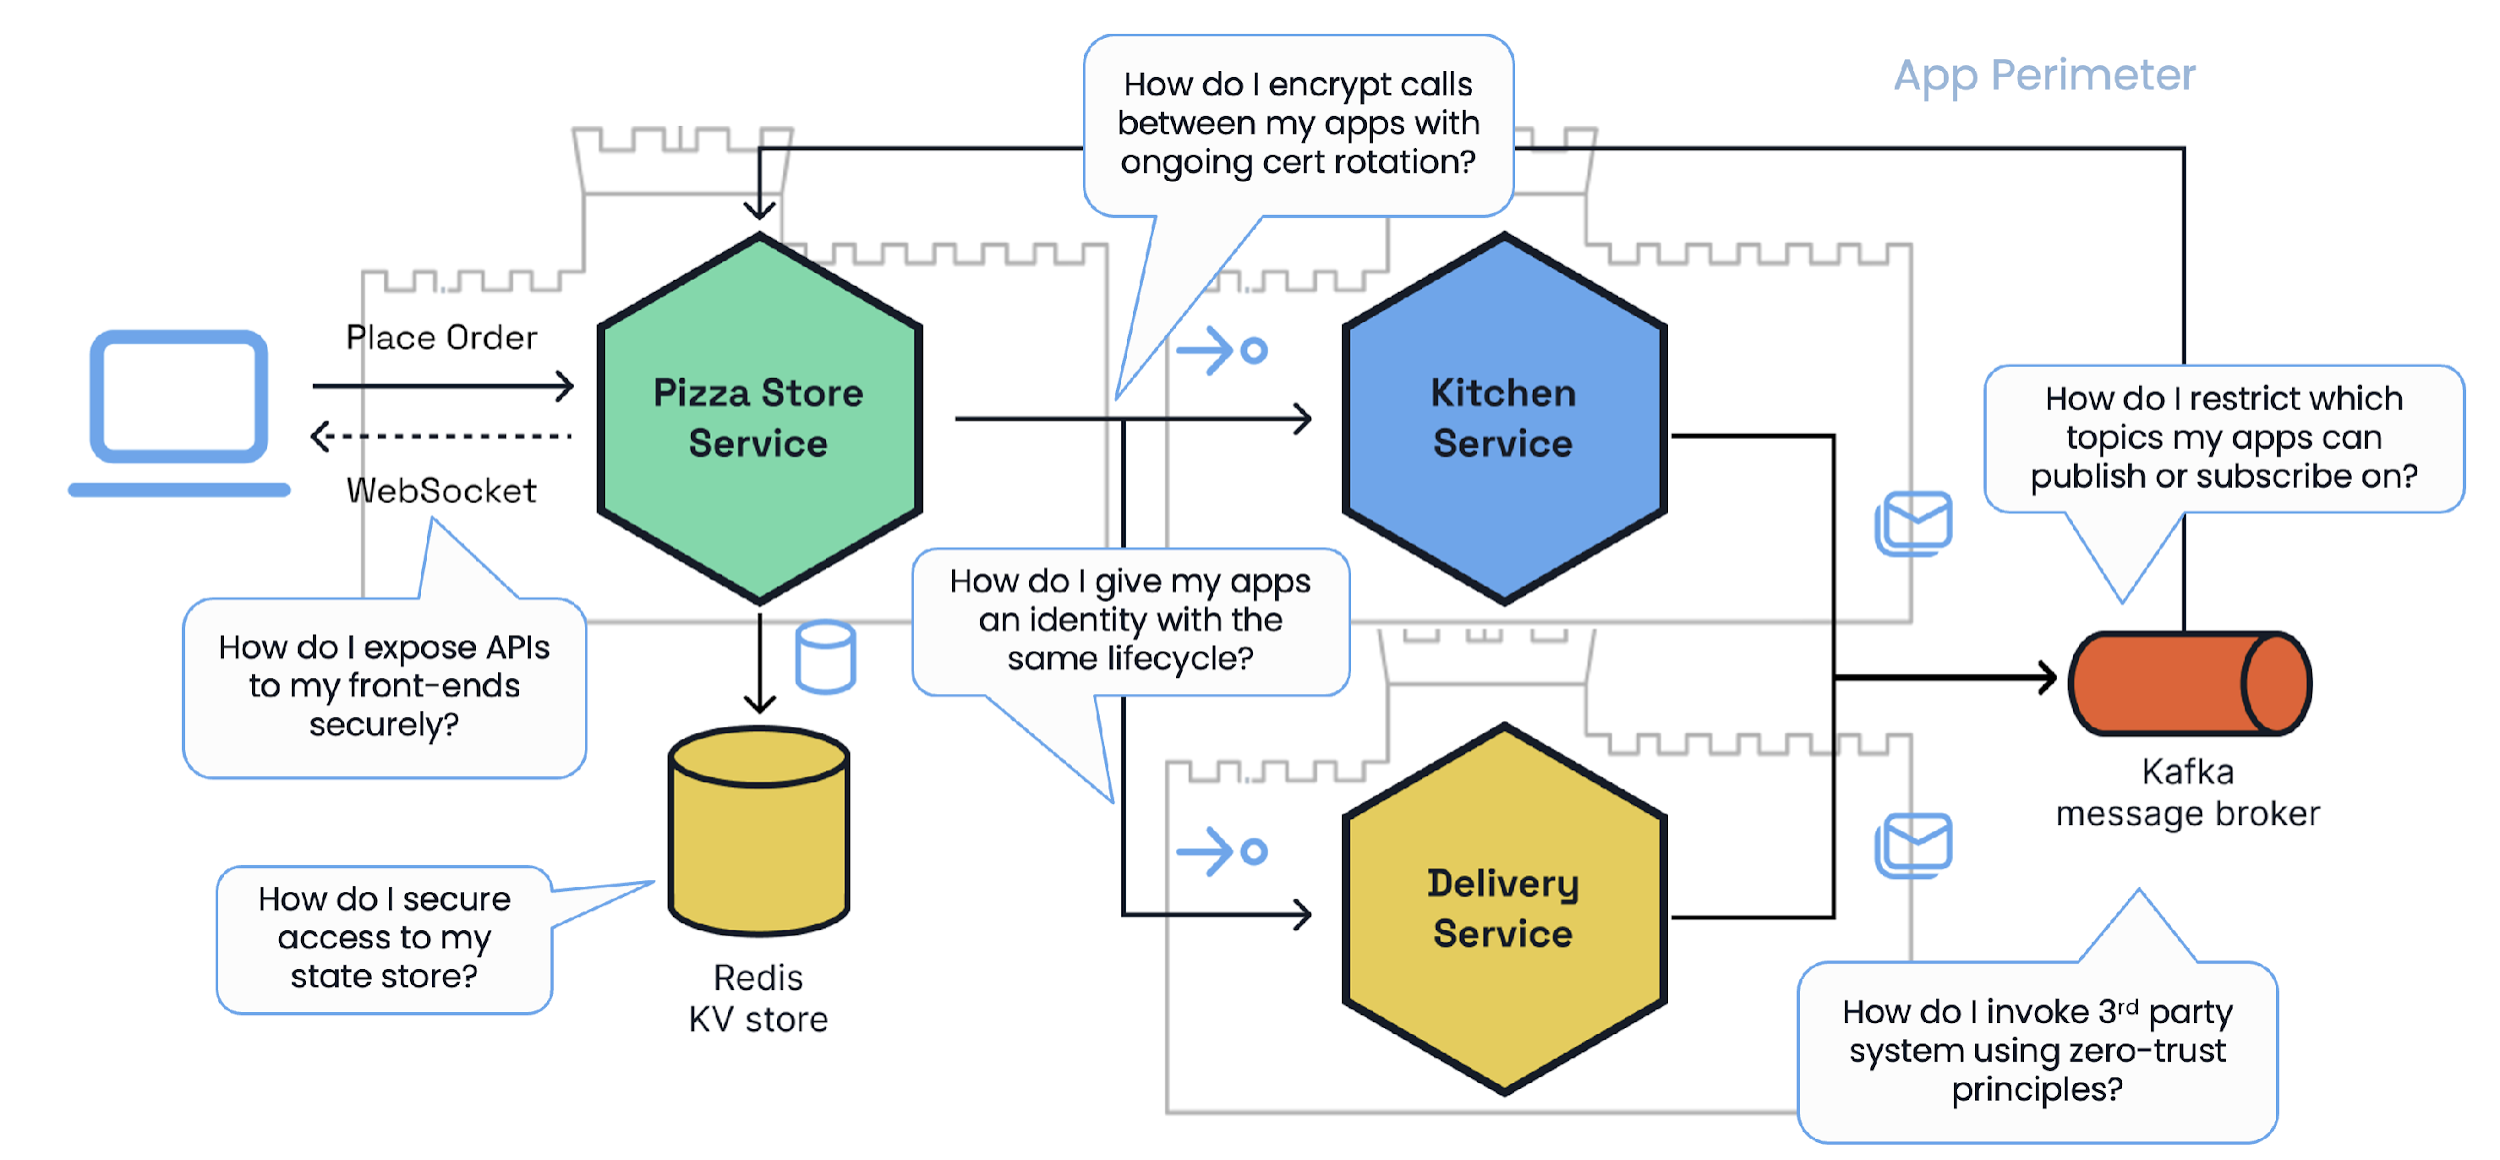 App Perimeter
How do I encrypt calls
between my apps with
ongoing cert rotation?
Place Order
WebSocket
Pizza Store
Service
Kitchen
Service
How do I restrict which
topics my apps can
publish or subscribe on?
How do I expose APIs
to my front-ends
securely?
How do I give my apps
an identity with the
same lifecycle?
Kafka
message broker
How do I secure
access to my
state store?
Redis
KV store
Delivery
Service
How do I invoke 3rd party
system using zero-trust
principles?